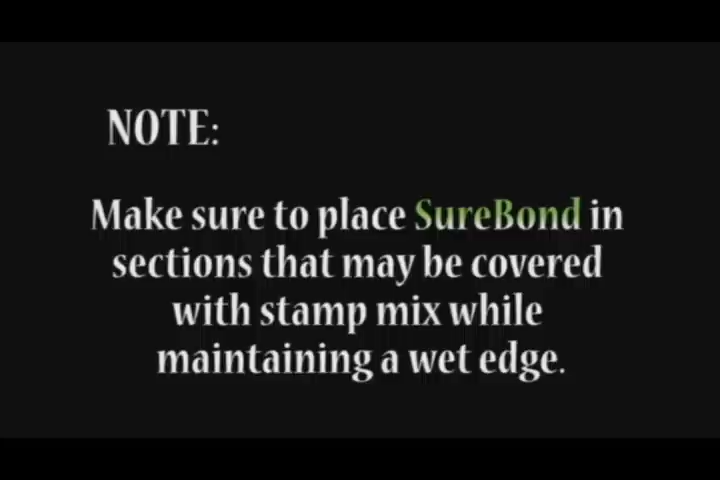 NOTE:
Make sure to place SureBond in
sections that may be covered
with stamp mix while
maintaining a wet edge.